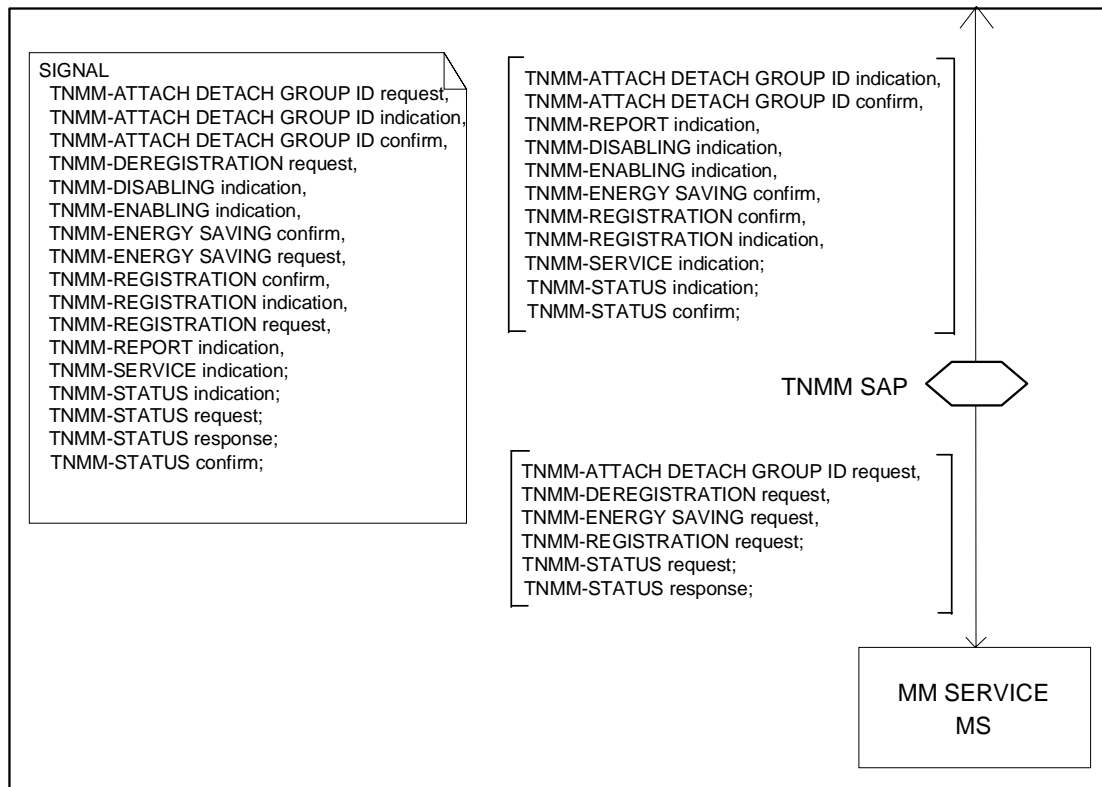 SIGNAL
TNMM-ATTACH DETACH GROUP ID request,
TNMM-ATTACH DETACH GROUP ID indication,
TNMM-ATTACH DETACH GROUP ID confirm,
TNMM-DEREGISTRATION request,
TNMM-DISABLING indication,
TNMM-ENABLING indication,
TNMM-ENERGY SAVING confirm,
TNMM-ENERGY SAVING request,
TNMM-REGISTRATION confirm,
TNMM-REGISTRATION indication,
TNMM-REGISTRATION request,
TNMM-REPORT indication,
TNMM-SERVICE indication;
TNMM-STATUS indication;
TNMM-STATUS request;
TNMM-STATUS response;
TNMM-STATUS confirm;
TNMM-ATTACH DETACH GROUP ID indication,
TNMM-ATTACH DETACH GROUP ID confirm,
TNMM-REPORT indication,
TNMM-DISABLING indication,
TNMM-ENABLING indication,
TNMM-ENERGY SAVING confirm,
TNMM-REGISTRATION confirm,
TNMM-REGISTRATION indication,
TNMM-SERVICE indication;
TNMM-STATUS indication;
TNMM-STATUS confirm;
TNMM SAP
TNMM-ATTACH DETACH GROUP ID request,
TNMM-DEREGISTRATION request,
TNMM-ENERGY SAVING request,
TNMM-REGISTRATION request;
TNMM-STATUS request;
TNMM-STATUS response;
MM SERVICE
MS